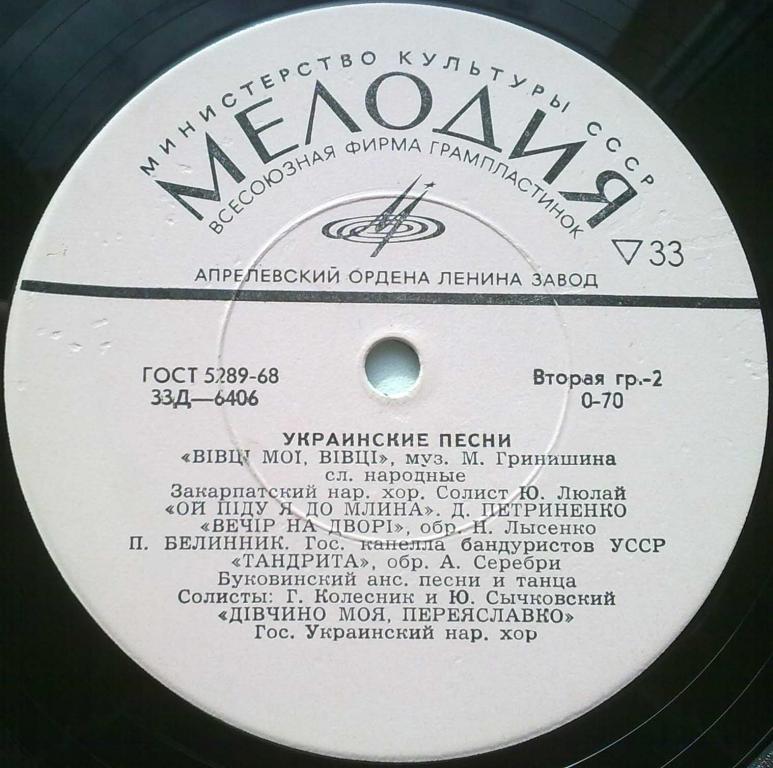 МИНИСТЕРСТВО КУЛЬТУРЫ СССР
МЕЛОДИЯ
ВСЕСОЮЗНАЯ ФИРМА ГРАМПЛАСТИНОК
▽33
АПРЕЛЕВСКИЙ ОРДЕНА ЛЕНИНА ЗАВОД
ГОСТ 5289-68
Вторая гр.-2
33Д—6406
0-70
УКРАИНСКИЕ ПЕСНИ
«ВІВЦІ МОІ, ВІВЦІ», муз. М. Гринишина
сл. народные
Закарпатский нар. хор. Солист Ю. Люлай
«ОЙ ПІДУ Я ДО МЛИНА». Д. ПЕТРИНЕНКО
«ВЕЧІР НА ДВОРІ», обр. Н. Лысенко
П. БЕЛИННИК. Гос. капелла бандуристов УССР
«ТАНДРИТА», обр. А. Серебри
Буковинский анс. песни и танца
Солисты: Г. Колесник и Ю. Сычковский
«ДІВЧИНО МОЯ, ПЕРЕЯСЛАВКО»
Гос. Украинский нар. хор